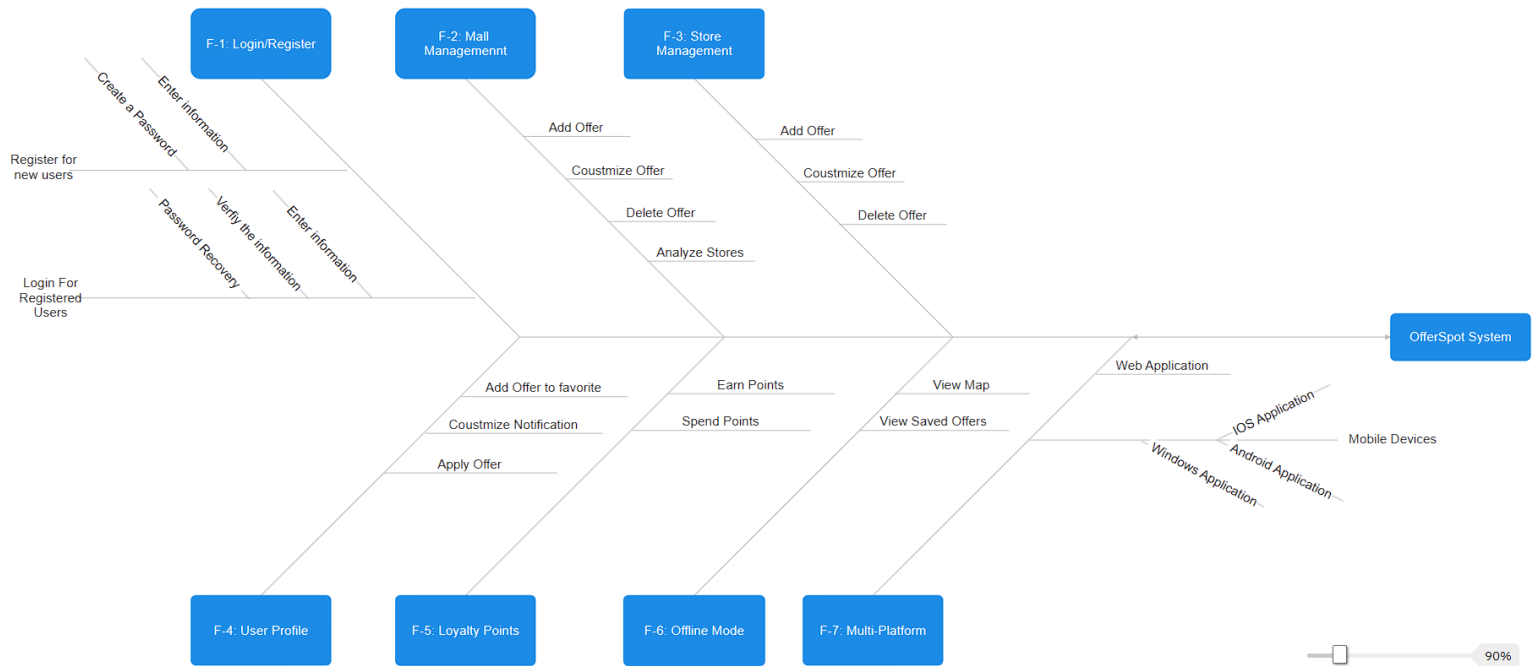 F-1: Login/Register
F-2: Mall
Managemennt
F-3: Store
Management
Create a Password
Enter information
Register for
new users
Password Recovery
Verfiy the information
Enter information
Login For
Registered
Users
Add Offer
Coustmize Offer
Delete Offer
Analyze Stores
Add Offer
Coustmize Offer
Delete Offer
OfferSpot System
Add Offer to favorite
Coustmize Notification
Apply Offer
Earn Points
Spend Points
View Map
View Saved Offers
Web Application
IOS Application
Mobile Devices
Android Application
Windows Application
F-4: User Profile
F-5: Loyalty Points
F-6: Offline Mode
F-7: Multi-Platform
90%